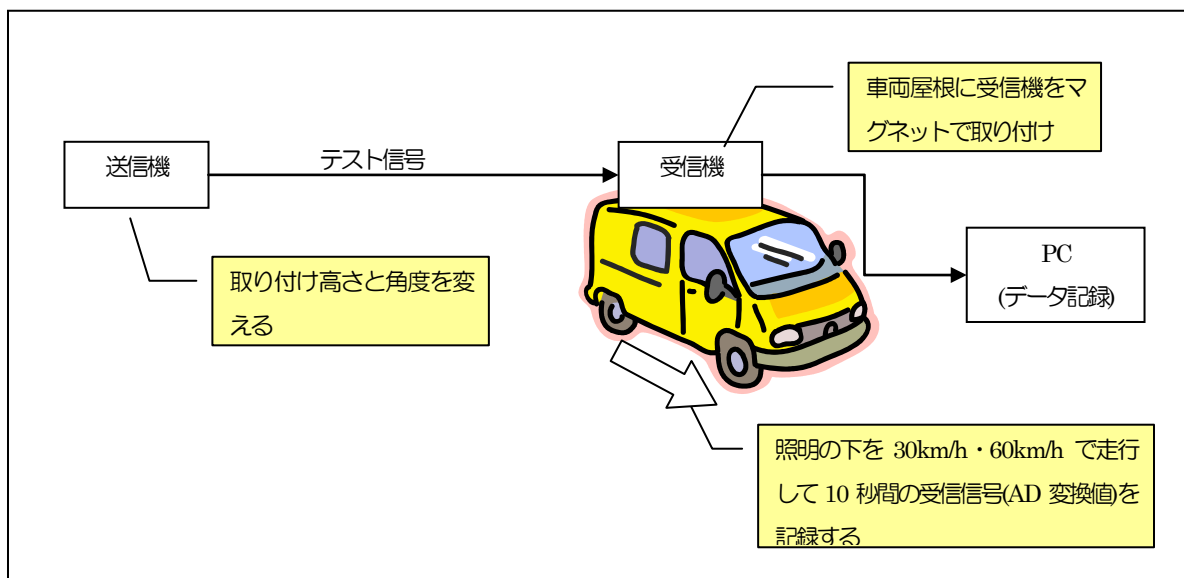 車両屋根に受信機をマ
グネットで取り付け
送信機
テスト信号
受信機
取り付け高さと角度を変
える
PC
(データ記録)
照明の下を 30km/h・60km/h で走行
して 10 秒間の受信信号(AD 変換値)を
記録する